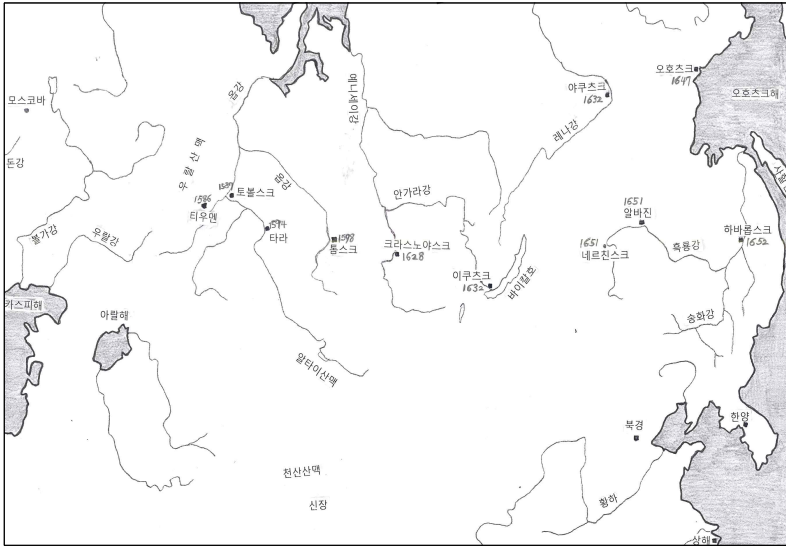 모스코바
돈강
볼가강
우랄강
카스피해
아랄해
우랄산맥
1586
티우멘
1587
토볼스크
옵강
1594
타라
옵강
1598
톰스크
알타이산맥
천산산맥
신장
예니세이강
안가라강
크라스노야스크
1628
이쿠츠크
1632
바이칼호
레나강
야쿠츠크
1632
오호츠크
1647
오호츠크해
1651
알바진
1651
네르친스크
흑룡강
하바롭스크
1652
송화강
북경
한양
황하
상해